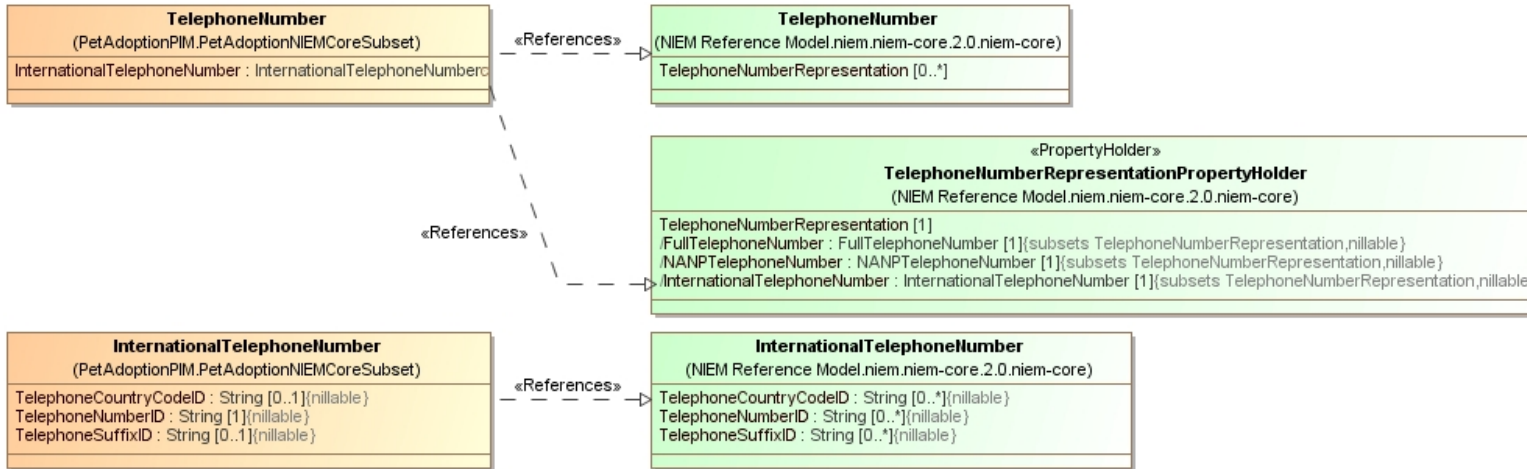 TelephoneNumber
(PetAdoptionPIM.PetAdoptionNIEMCoreSubset)
InternationalTelephoneNumber : InternationalTelephoneNumber
«References»
TelephoneNumber
(NIEM Reference Model.niem.niem-core.2.0.niem-core)
TelephoneNumberRepresentation [0..*]
«References»
«PropertyHolder»
TelephoneNumberRepresentationPropertyHolder
(NIEM Reference Model.niem.niem-core.2.0.niem-core)
TelephoneNumberRepresentation [1]
/FullTelephoneNumber : FullTelephoneNumber [1]{subsets TelephoneNumberRepresentation,nillable}
/NANPTelephoneNumber : NANPTelephoneNumber [1]{subsets TelephoneNumberRepresentation,nillable}
/InternationalTelephoneNumber : InternationalTelephoneNumber [1]{subsets TelephoneNumberRepresentation,nillable
InternationalTelephoneNumber
(PetAdoptionPIM.PetAdoptionNIEMCoreSubset)
TelephoneCountryCodeID : String [0..1]{nillable}
TelephoneNumberID : String [1]{nillable}
TelephoneSuffixID : String [0..1]{nillable}
«References»
InternationalTelephoneNumber
(NIEM Reference Model.niem.niem-core.2.0.niem-core)
TelephoneCountryCodeID : String [0..*]{nillable}
TelephoneNumberID : String [0..*]{nillable}
TelephoneSuffixID : String [0..*]{nillable}